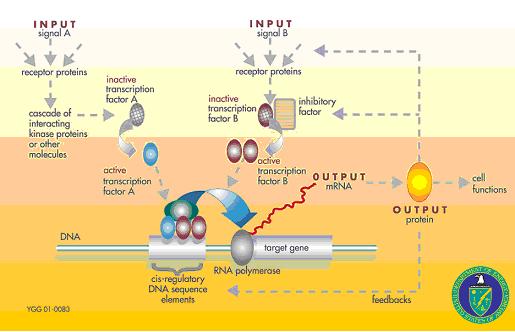 INPUT
signal A
receptor proteins
cascade of
interacting
kinase proteins
or other
molecules
inactive
transcription
factor A
active
transcription
factor A
INPUT
signal B
receptor proteins
inactive
transcription
factor B
inhibitory
factor
active
transcription
factor B
OUTPUT
mRNA
OUTPUT
protein
cell
functions
DNA
target gene
RNA polymerase
cis-regulatory
DNA sequence
elements
feedbacks
YGG 01-0083